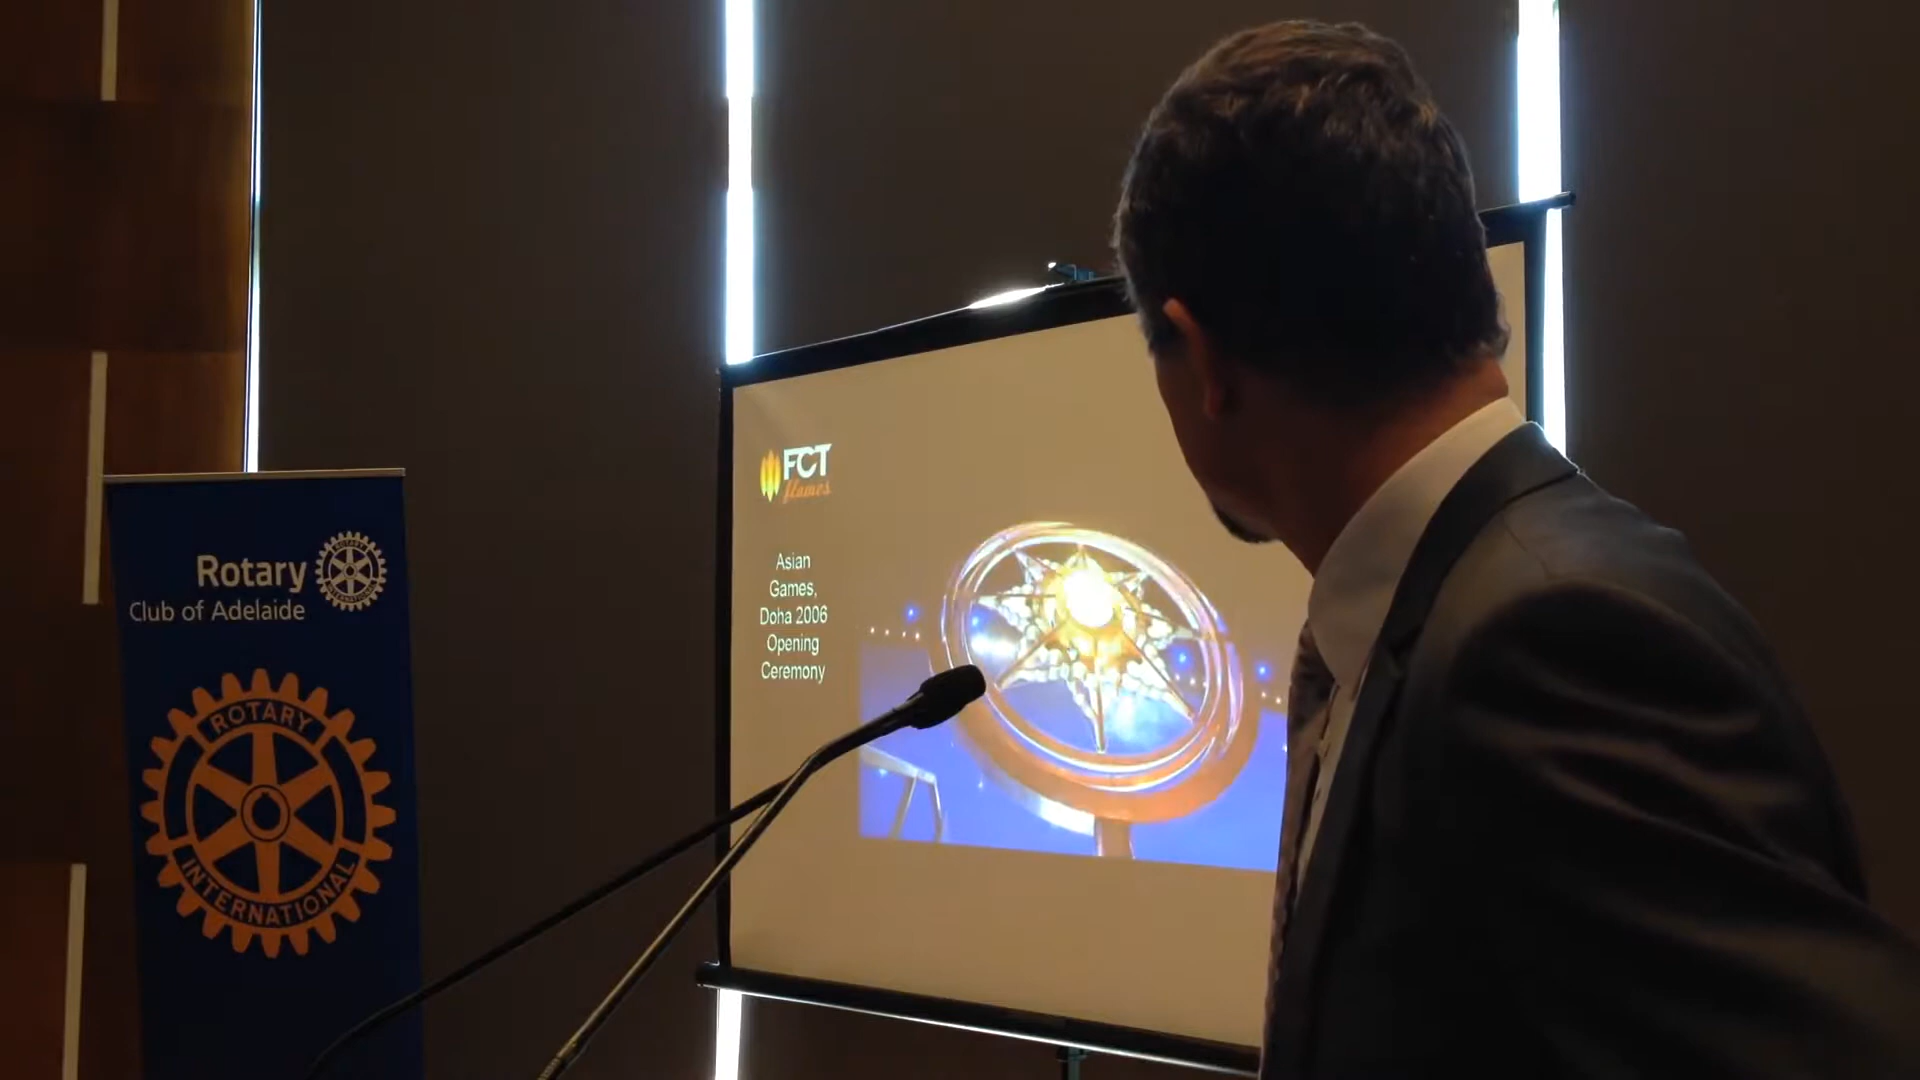 Rotary
Club of Adelaide
ROTARY
INTERNATIONAL
FCT
flames
Asian
Games,
Doha 2006
Opening
Ceremony